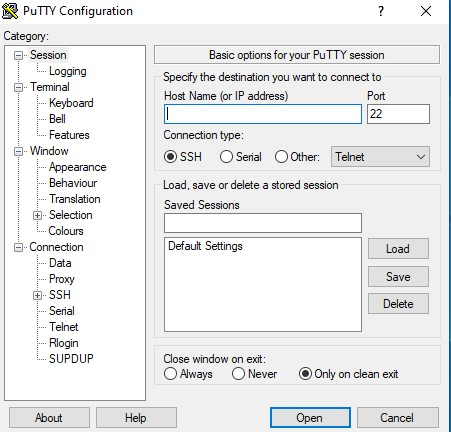 PuTTY Configuration
? ×
Category:
Session
Logging
Terminal
Keyboard
Bell
Features
Window
Appearance
Behaviour
Translation
Selection
Colours
Connection
Data
Proxy
SSH
Serial
Telnet
Rlogin
SUPDUP
Basic options for your PuTTY session
Specify the destination you want to connect to
Host Name (or IP address) Port
22
Connection type:
SSH Serial Other: Telnet
Load, save or delete a stored session
Saved Sessions
Default Settings
Load
Save
Delete
Close window on exit:
Always Never Only on clean exit
About Help Open Cancel